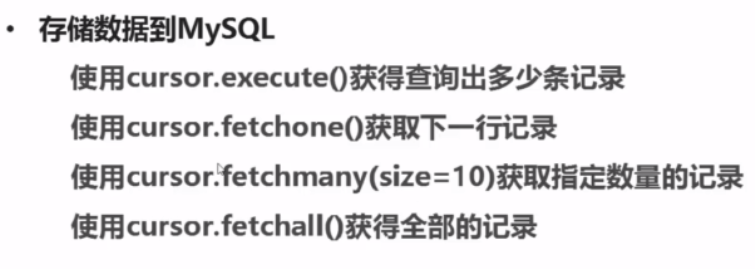 • 存储数据到MySQL
使用cursor.execute()获得查询出多少条记录
使用cursor.fetchone()获取下一行记录
使用cursor.fetchmany(size=10)获取指定数量的记录
使用cursor.fetchall()获得全部的记录